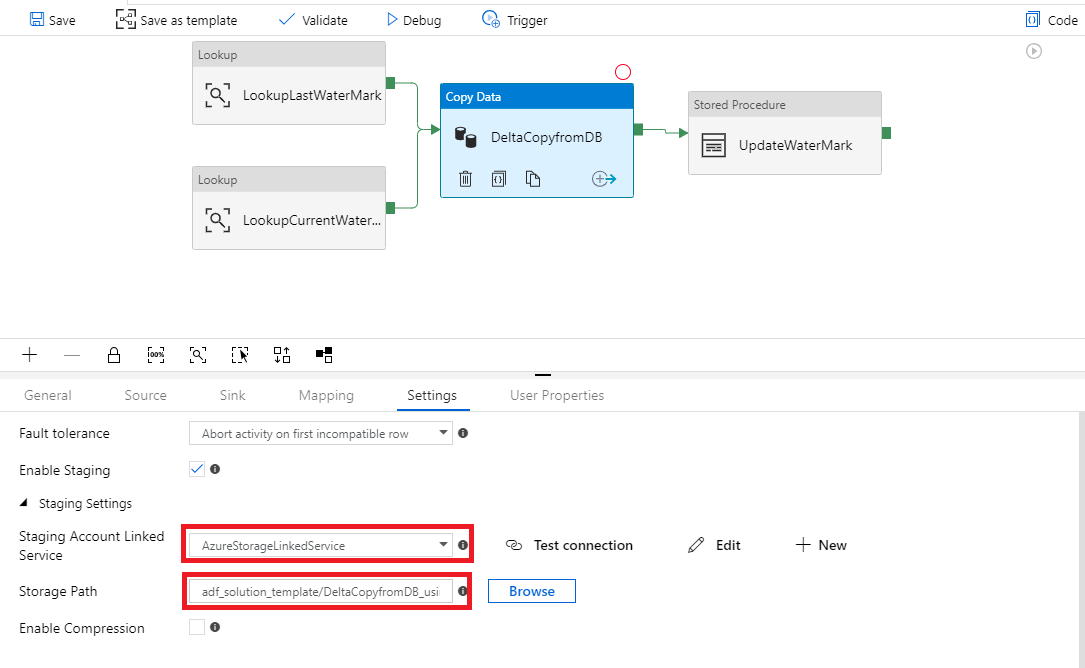 Save Save as template Validate Debug Trigger Code
Lookup
LookupLastWaterMark
Copy Data
DeltaCopyfromDB
Stored Procedure
UpdateWaterMark
Lookup
LookupCurrentWater...
100%
General Source Sink Mapping Settings User Properties
Fault tolerance Abort activity on first incompatible row
Enable Staging
Staging Settings
Staging Account Linked
Service
AzureStorageLinkedService Test connection Edit New
Storage Path adf_solution_template/DeltaCopyfromDB_usi Browse
Enable Compression